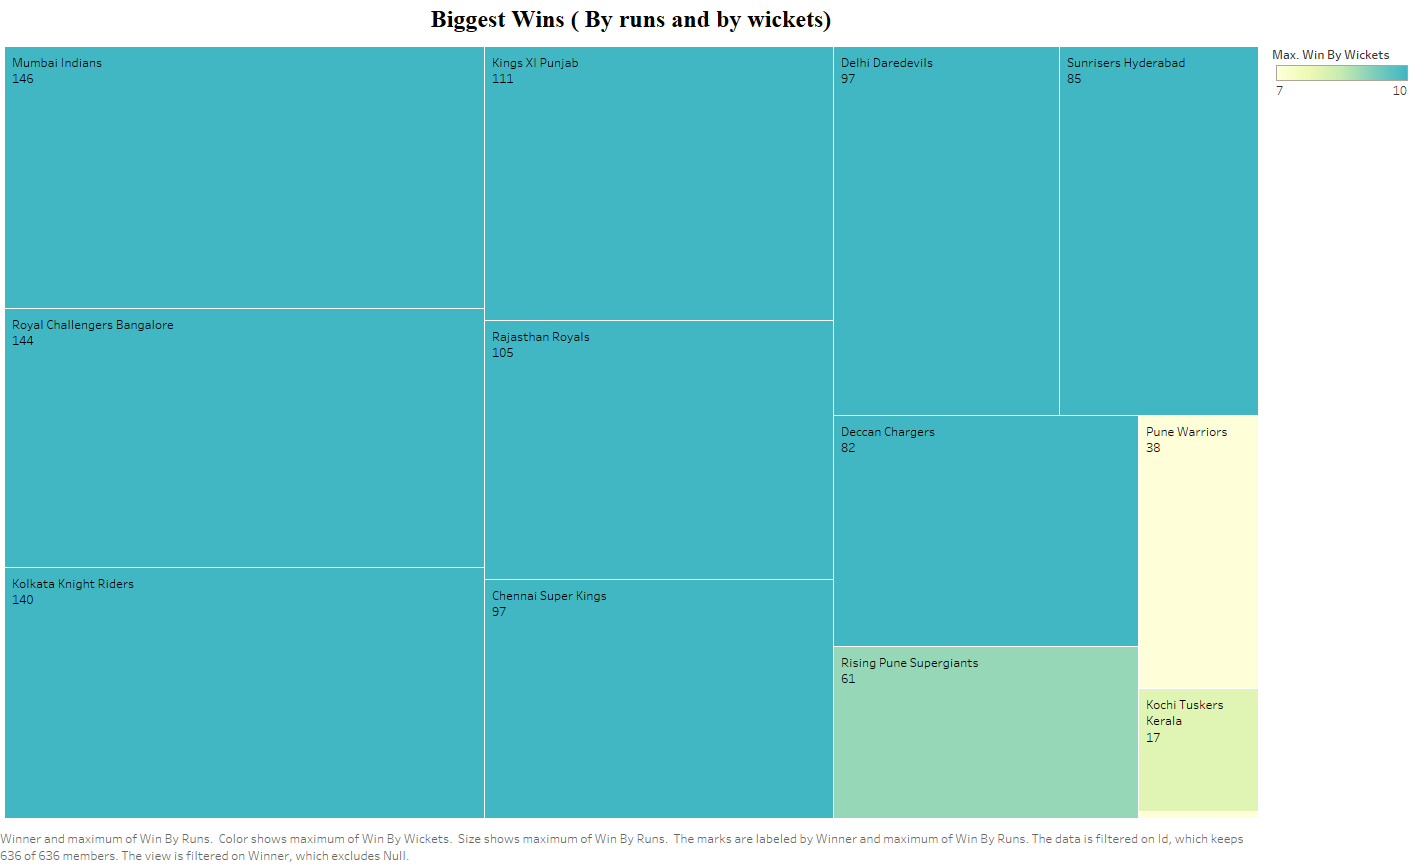 Biggest Wins ( By runs and by wickets)
Mumbai Indians
146
Kings XI Punjab
111
Delhi Daredevils
97
Sunrisers Hyderabad
85
Max. Win By Wickets
7
10
Royal Challengers Bangalore
144
Rajasthan Royals
105
Deccan Chargers
82
Pune Warriors
38
Kolkata Knight Riders
140
Chennai Super Kings
97
Rising Pune Supergiants
61
Kochi Tuskers
Kerala
17
Winner and maximum of Win By Runs.  Color shows maximum of Win By Wickets.  Size shows maximum of Win By Runs.  The marks are labeled by Winner and maximum of Win By Runs. The data is filtered on Id, which keeps
636 of 636 members. The view is filtered on Winner, which excludes Null.